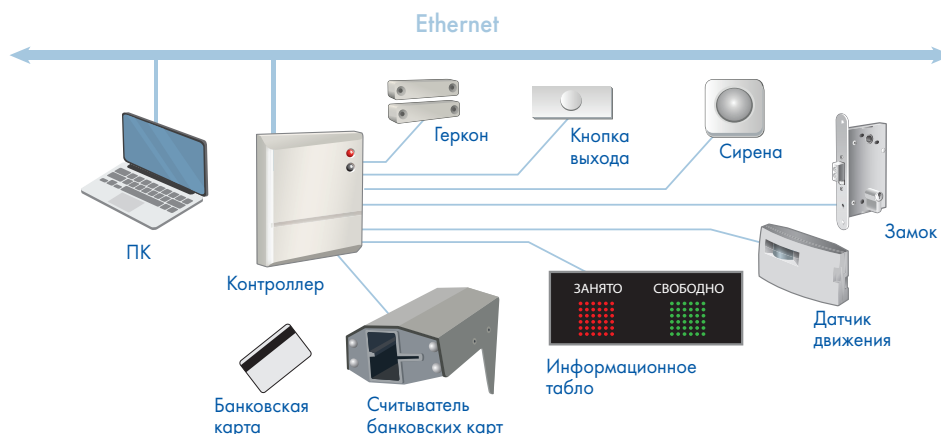 Ethernet
Геркон
Кнопка
выхода
Сирена
Замок
ПК
Контроллер
ЗАНЯТО СВОБОДНО
Датчик
движения
Информационное
табло
Банковская
карта
Считыватель
банковских карт